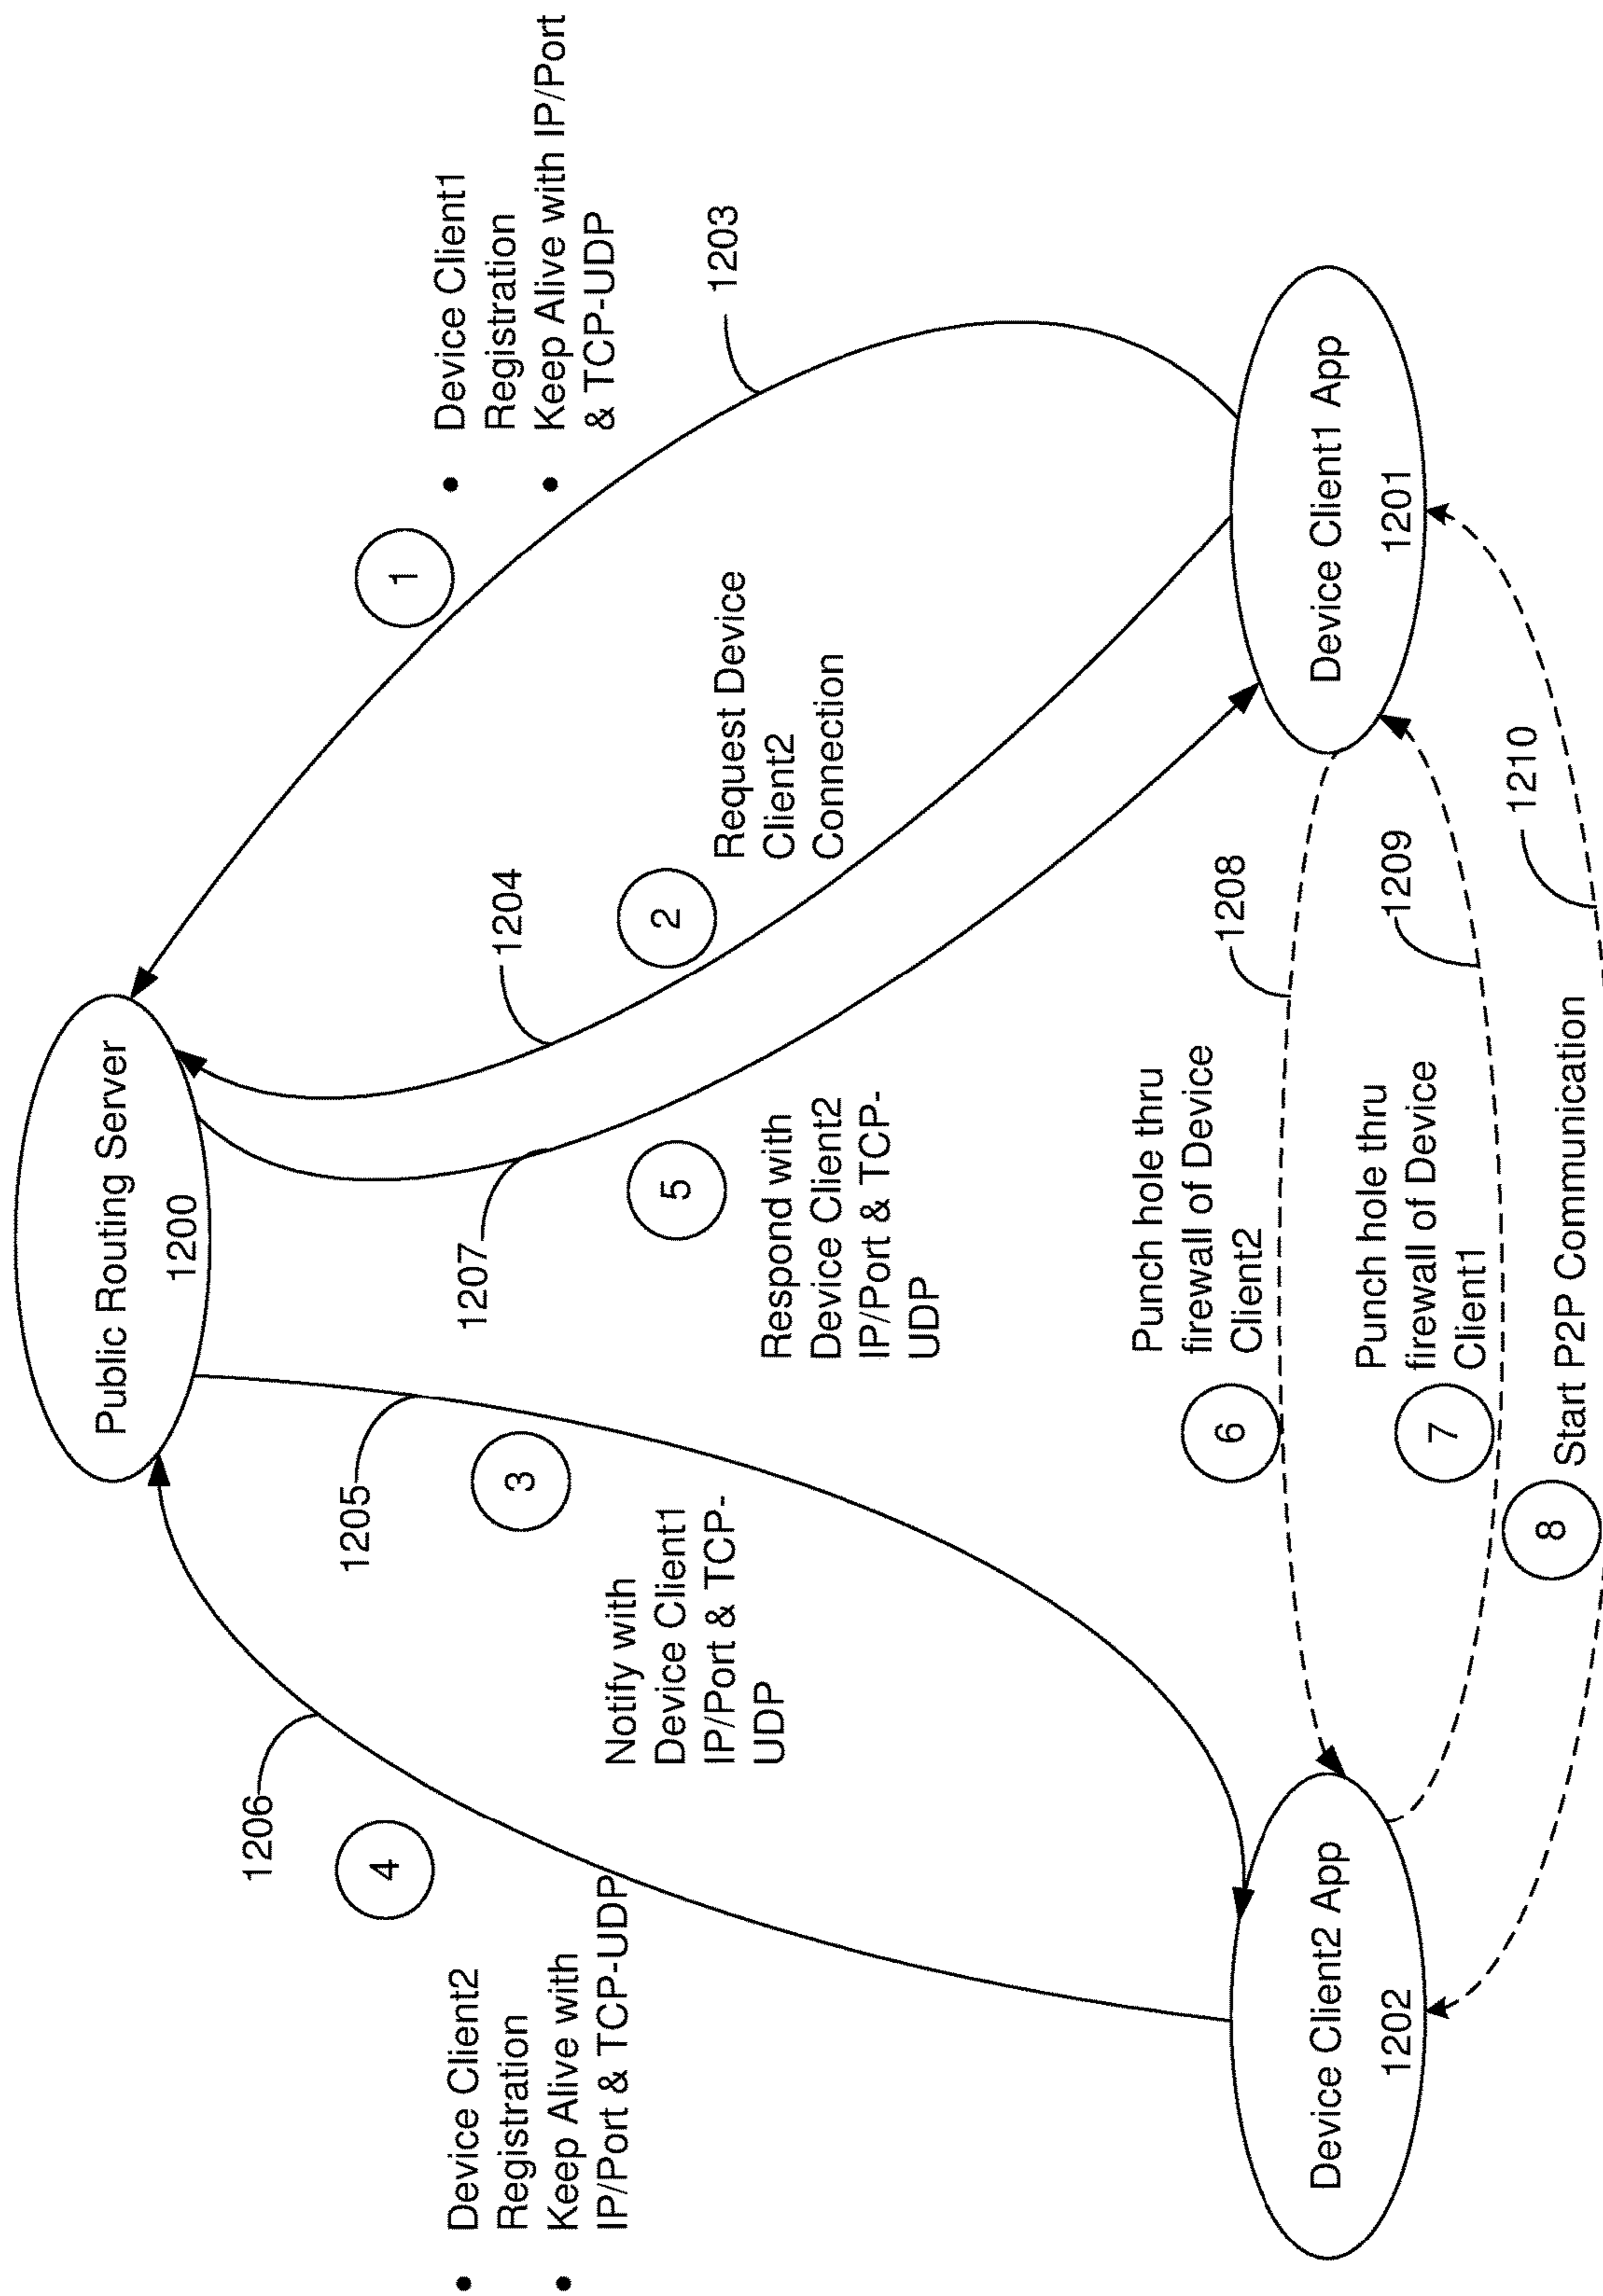 Public Routing Server
1200
• Device Client2
Registration
• Keep Alive with
IP/Port & TCP-UDP
4
1206
1205
3
Notify with
Device Client1
IP/Port & TCP-
UDP
1207
5
Respond with
Device Client2
IP/Port & TCP-
UDP
1204
2
Request Device
Client2
Connection
1
• Device Client1
Registration
• Keep Alive with IP/Port
& TCP-UDP
1203
Device Client2 App
1202
6
Punch hole thru
firewall of Device
Client2
1208
7
Punch hole thru
firewall of Device
Client1
1209
8
Start P2P Communication
1210
Device Client1 App
1201